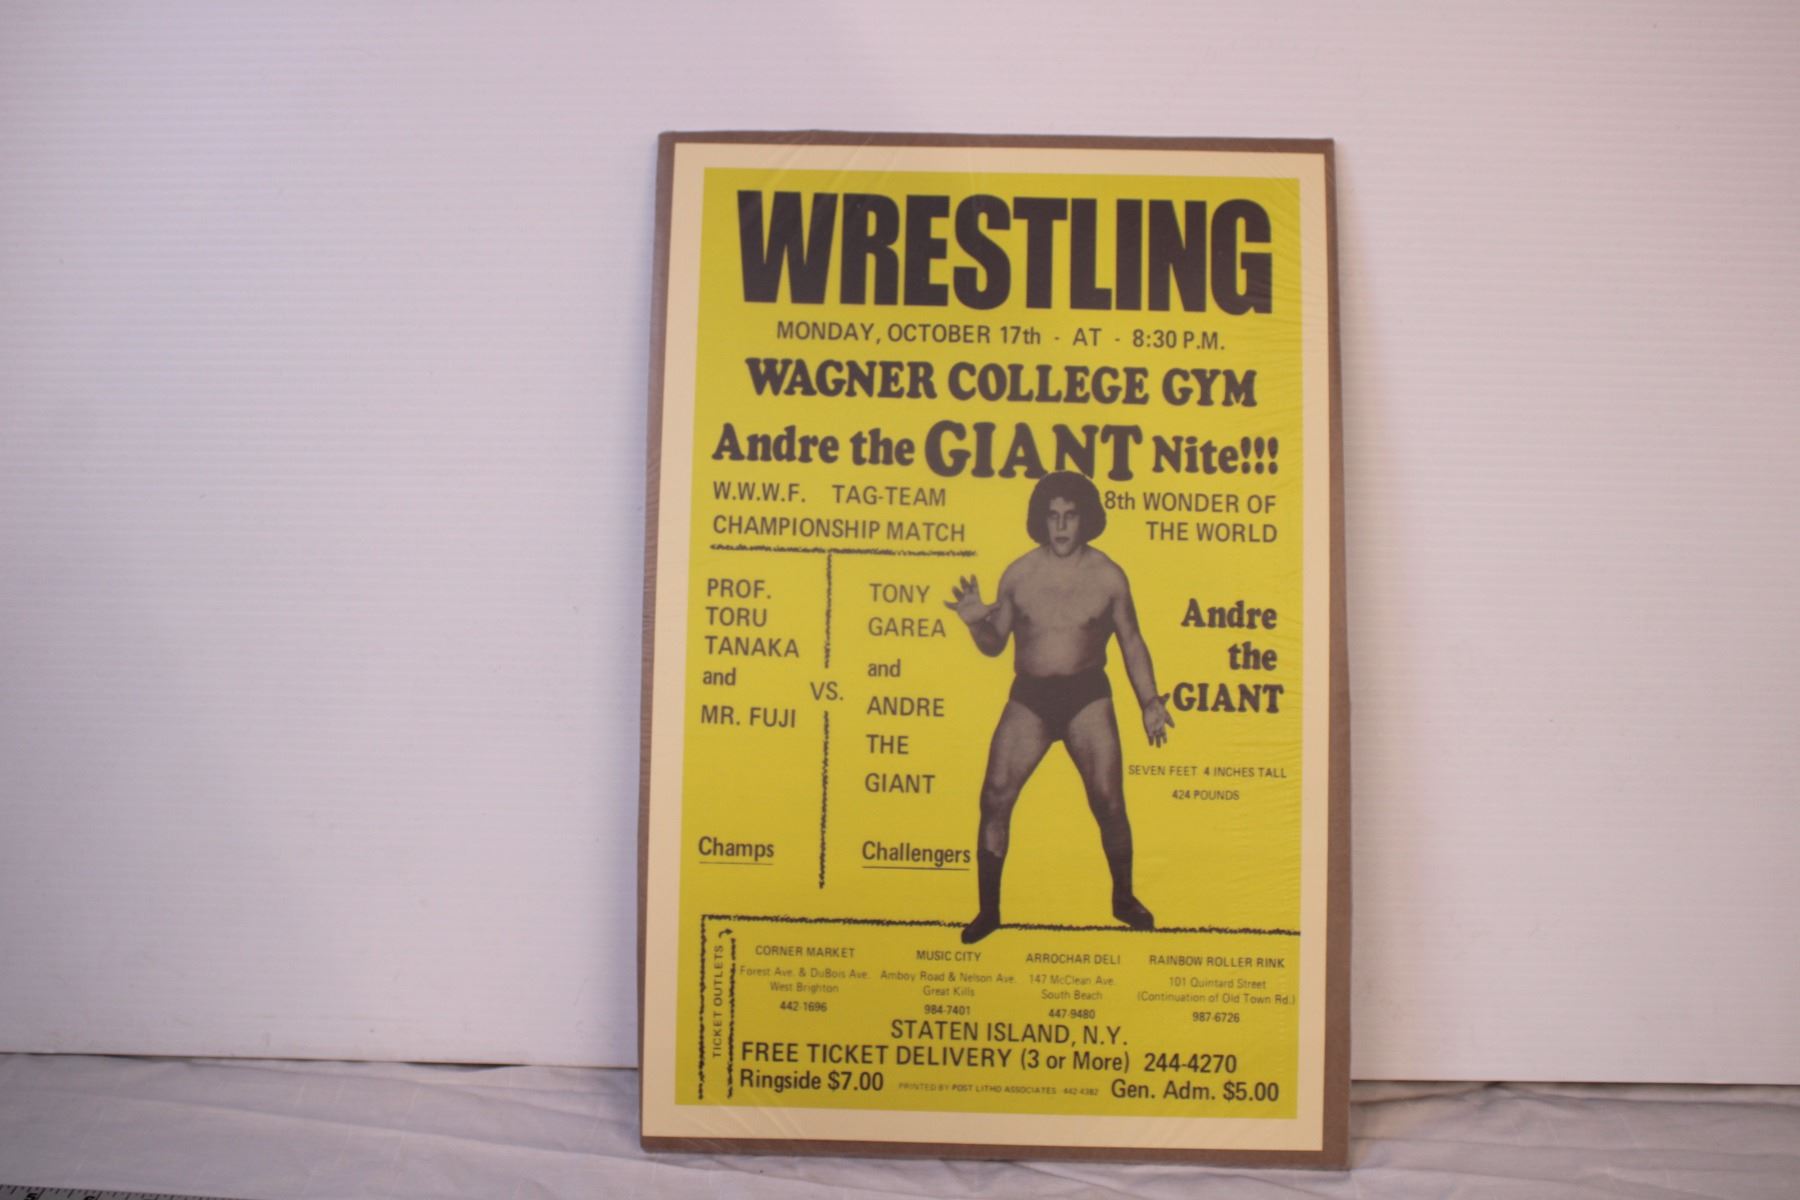 WRESTLING
MONDAY, OCTOBER 17th - AT - 8:30 P.M.
WAGNER COLLEGE GYM
Andre the GIANT Nite!!!
W.W.W.F. TAG-TEAM
CHAMPIONSHIP MATCH
8th WONDER OF
THE WORLD
PROF.
TORU
TANAKA
and
MR. FUJI
Champs
VS.
TONY
GAREA
and
ANDRE
THE
GIANT
Challengers
Andre
the
GIANT
SEVEN FEET 4 INCHES TALL
424 POUNDS
TICKET OUTLETS
CORNER MARKET
Forest Ave. & DuBois Ave.
West Brighton
442-1696
MUSIC CITY
Amboy Road & Nelson Ave.
Great Kills
984-7401
ARROCHAR DELI
147 McClean Ave.
South Beach
447-9480
RAINBOW ROLLER RINK
101 Quintard Street
(Continuation of Old Town Rd.)
987-6726
STATEN ISLAND, N.Y.
FREE TICKET DELIVERY (3 or More) 244-4270
Ringside $7.00 PRINTED BY POST LITHO ASSOCIATES 442-4382 Gen. Adm. $5.00